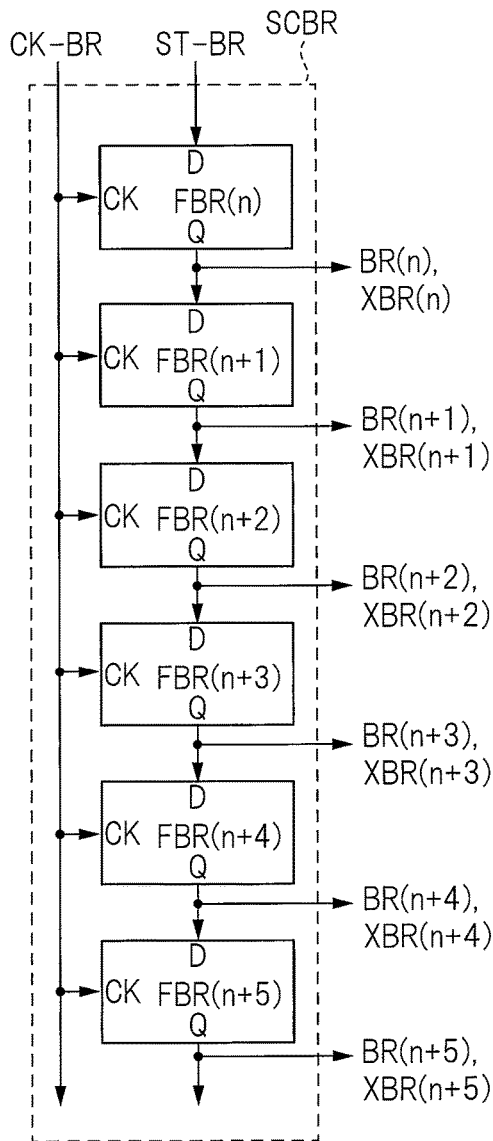 SCBR
CK-BR
ST-BR
D
CK
FBR(n)
Q
BR(n),
XBR(n)
D
CK
FBR(n+1)
Q
BR(n+1),
XBR(n+1)
D
CK
FBR(n+2)
Q
BR(n+2),
XBR(n+2)
D
CK
FBR(n+3)
Q
BR(n+3),
XBR(n+3)
D
CK
FBR(n+4)
Q
BR(n+4),
XBR(n+4)
D
CK
FBR(n+5)
Q
BR(n+5),
XBR(n+5)